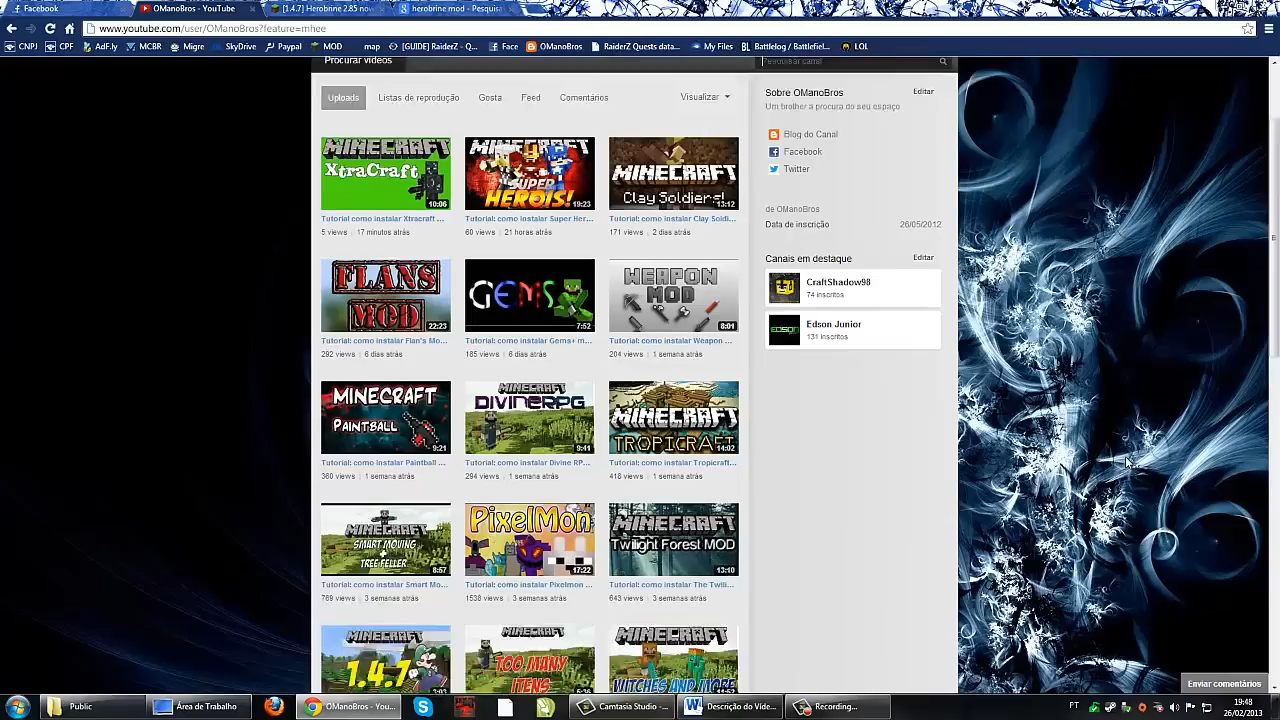 Facebook
OManoBros - YouTube
[1.4.7] Herobrine 2.85 no
herobrine mod - Pesquis
www.youtube.com/user/OManoBros?feature=mhee
CNPJ
CPF
MCBR
Migre
SkyDrive
Paypal
MOD
map
[GUIDE] RaiderZ - Q...
Face
OManoBros
RaiderZ Quests data...
My Files
Battlelog / Battlefiel...
LOL
Procurar vídeos
Pesquisar canal
Uploads
Listas de reprodução
Gosta
Feed
Comentários
Visualizar
MINECRAFT
XtraCraft
10:06
MINECRAFT
SUPER
HERÓIS!
19:23
MINECRAFT
Clay Soldiers!
13:12
Tutorial como instalar Xtracraft ...
Tutorial: como instalar Super Her...
Tutorial: como instalar Clay Soldi...
5 views
17 minutos atrás
60 views
21 horas atrás
171 views
2 dias atrás
FLANS
MOD
22:23
GEMS
7:52
WEAPON
MOD
8:01
Tutorial: como instalar Flan's Mo...
Tutorial: como instalar Gems+ m...
Tutorial: como instalar Weapon ...
292 views
6 dias atrás
185 views
6 dias atrás
204 views
1 semana atrás
MINECRAFT
PAINTBALL
9:21
MINECRAFT
DIVINERPG
9:41
MINECRAFT
TROPICRAFT
14:02
Tutorial: como instalar Paintball ...
Tutorial: como instalar Divine RP...
Tutorial: como instalar Tropicraft...
360 views
1 semana atrás
294 views
1 semana atrás
418 views
1 semana atrás
MINECRAFT
SMART MOVING
+
TREE FELLER
8:57
PixelMon
17:22
MINECRAFT
Twilight Forest MOD
13:10
Tutorial: como instalar Smart Mo...
Tutorial: como instalar Pixelmon ...
Tutorial: como instalar The Twili...
769 views
3 semanas atrás
1538 views
3 semanas atrás
643 views
3 semanas atrás
MINECRAFT
1.4.7
3:03
MINECRAFT
TOO MANY
ITENS
5:36
MINECRAFT
WITCHES AND MORE
11:52
Sobre OManoBros
Editar
Um brother a procura do seu espaço
Blog do Canal
Facebook
Twitter
de OManoBros
Data de inscrição
26/05/2012
Canais em destaque
Editar
CraftShadow98
74 inscritos
EDSON
Edson Junior
131 inscritos
Enviar comentários
Public
Área de Trabalho
OManoBros - You...
Camtasia Studio -...
Descrição do Víde...
Recording...
PT
19:48
26/02/2013